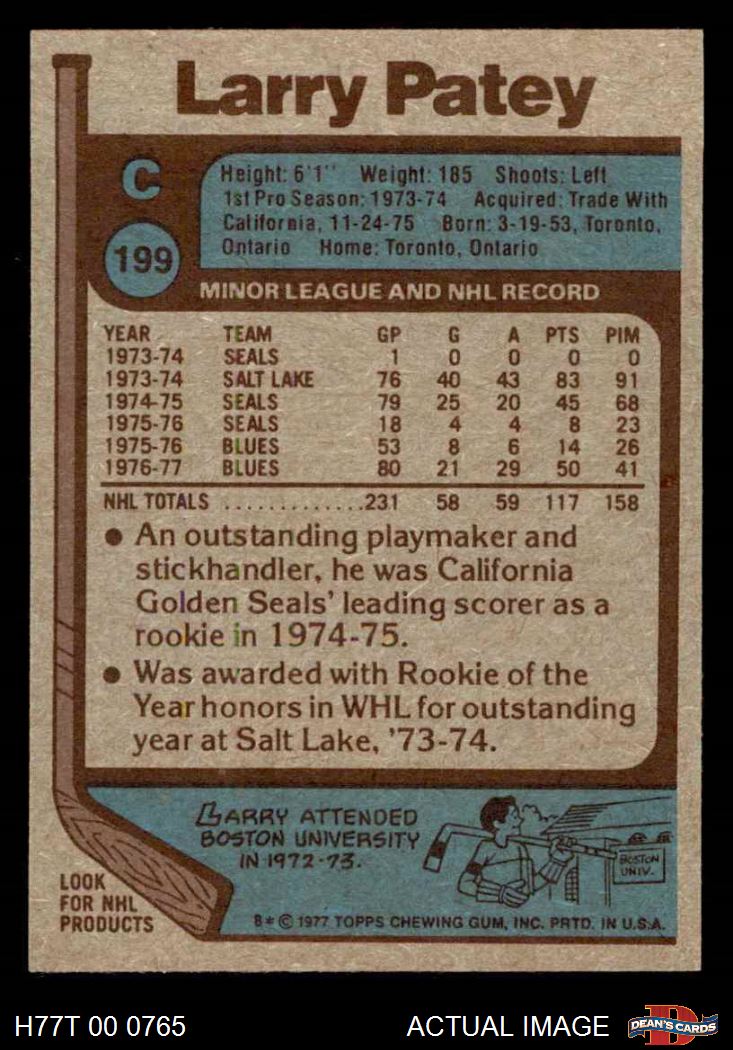 Larry Patey
C
199
Height: 6'1" Weight: 185 Shoots: Left
1st Pro Season: 1973-74 Acquired: Trade With
California, 11-24-75 Born: 3-19-53, Toronto,
Ontario Home: Toronto, Ontario
MINOR LEAGUE AND NHL RECORD
YEAR TEAM GP G A PTS PIM
1973-74 SEALS 1 0 0 0 0
1973-74 SALT LAKE 76 40 43 83 91
1974-75 SEALS 79 25 20 45 68
1975-76 SEALS 18 4 4 8 23
1975-76 BLUES 53 8 6 14 26
1976-77 BLUES 80 21 29 50 41
NHL TOTALS .............231 58 59 117 158
● An outstanding playmaker and
stickhandler, he was California
Golden Seals' leading scorer as a
rookie in 1974-75.
● Was awarded with Rookie of the
Year honors in WHL for outstanding
year at Salt Lake, '73-74.
LARRY ATTENDED
BOSTON UNIVERSITY
IN 1972-73.
BOSTON
UNIV.
LOOK
FOR NHL
PRODUCTS
8* © 1977 TOPPS CHEWING GUM, INC. PRTD. IN U.S.A.
H77T 00 0765 ACTUAL IMAGE
D
DEAN'S CARDS